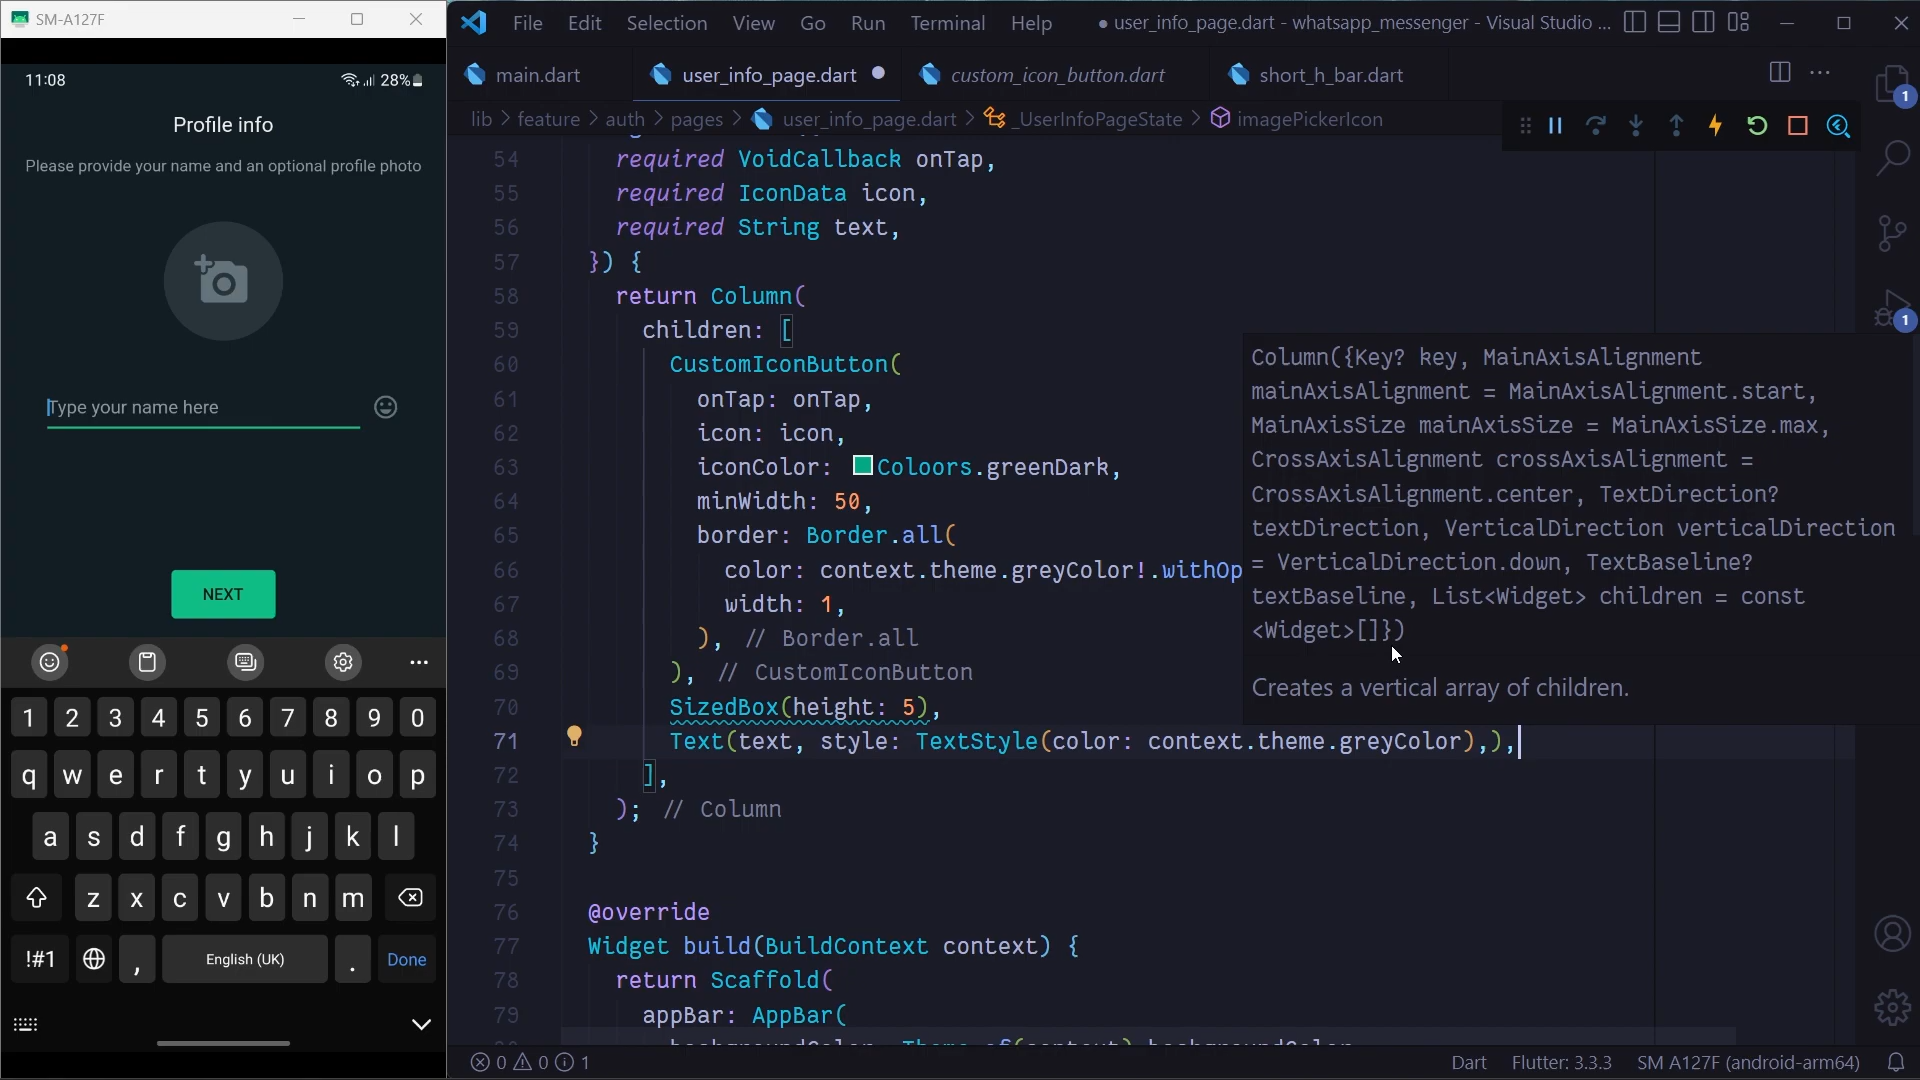 SM-A127F
11:08
28%
Profile info
Please provide your name and an optional profile photo
Type your name here
NEXT
1 2 3 4 5 6 7 8 9 0
q w e r t y u i o p
a s d f g h j k l
z x c v b n m
!#1 , English (UK) . Done
File Edit Selection View Go Run Terminal Help
● user_info_page.dart - whatsapp_messenger - Visual Studio ...
main.dart
user_info_page.dart
custom_icon_button.dart
short_h_bar.dart
lib > feature > auth > pages > user_info_page.dart > _UserInfoPageState > imagePickerIcon
54 required VoidCallback onTap,
55 required IconData icon,
56 required String text,
57 }) {
58 return Column(
59 children: [
60 CustomIconButton(
61 onTap: onTap,
62 icon: icon,
63 iconColor: Coloors.greenDark,
64 minWidth: 50,
65 border: Border.all(
66 color: context.theme.greyColor!.withOp
67 width: 1,
68 ), // Border.all
69 ), // CustomIconButton
70 SizedBox(height: 5),
71 Text(text, style: TextStyle(color: context.theme.greyColor),),
72 ],
73 ); // Column
74 }
75
76 @override
77 Widget build(BuildContext context) {
78 return Scaffold(
79 appBar: AppBar(
Column({Key? key, MainAxisAlignment
mainAxisAlignment = MainAxisAlignment.start,
MainAxisSize mainAxisSize = MainAxisSize.max,
CrossAxisAlignment crossAxisAlignment =
CrossAxisAlignment.center, TextDirection?
textDirection, VerticalDirection verticalDirection
= VerticalDirection.down, TextBaseline?
textBaseline, List<Widget> children = const
<Widget>[]})
Creates a vertical array of children.
1
1
0 0 1
Dart
Flutter: 3.3.3
SM A127F (android-arm64)